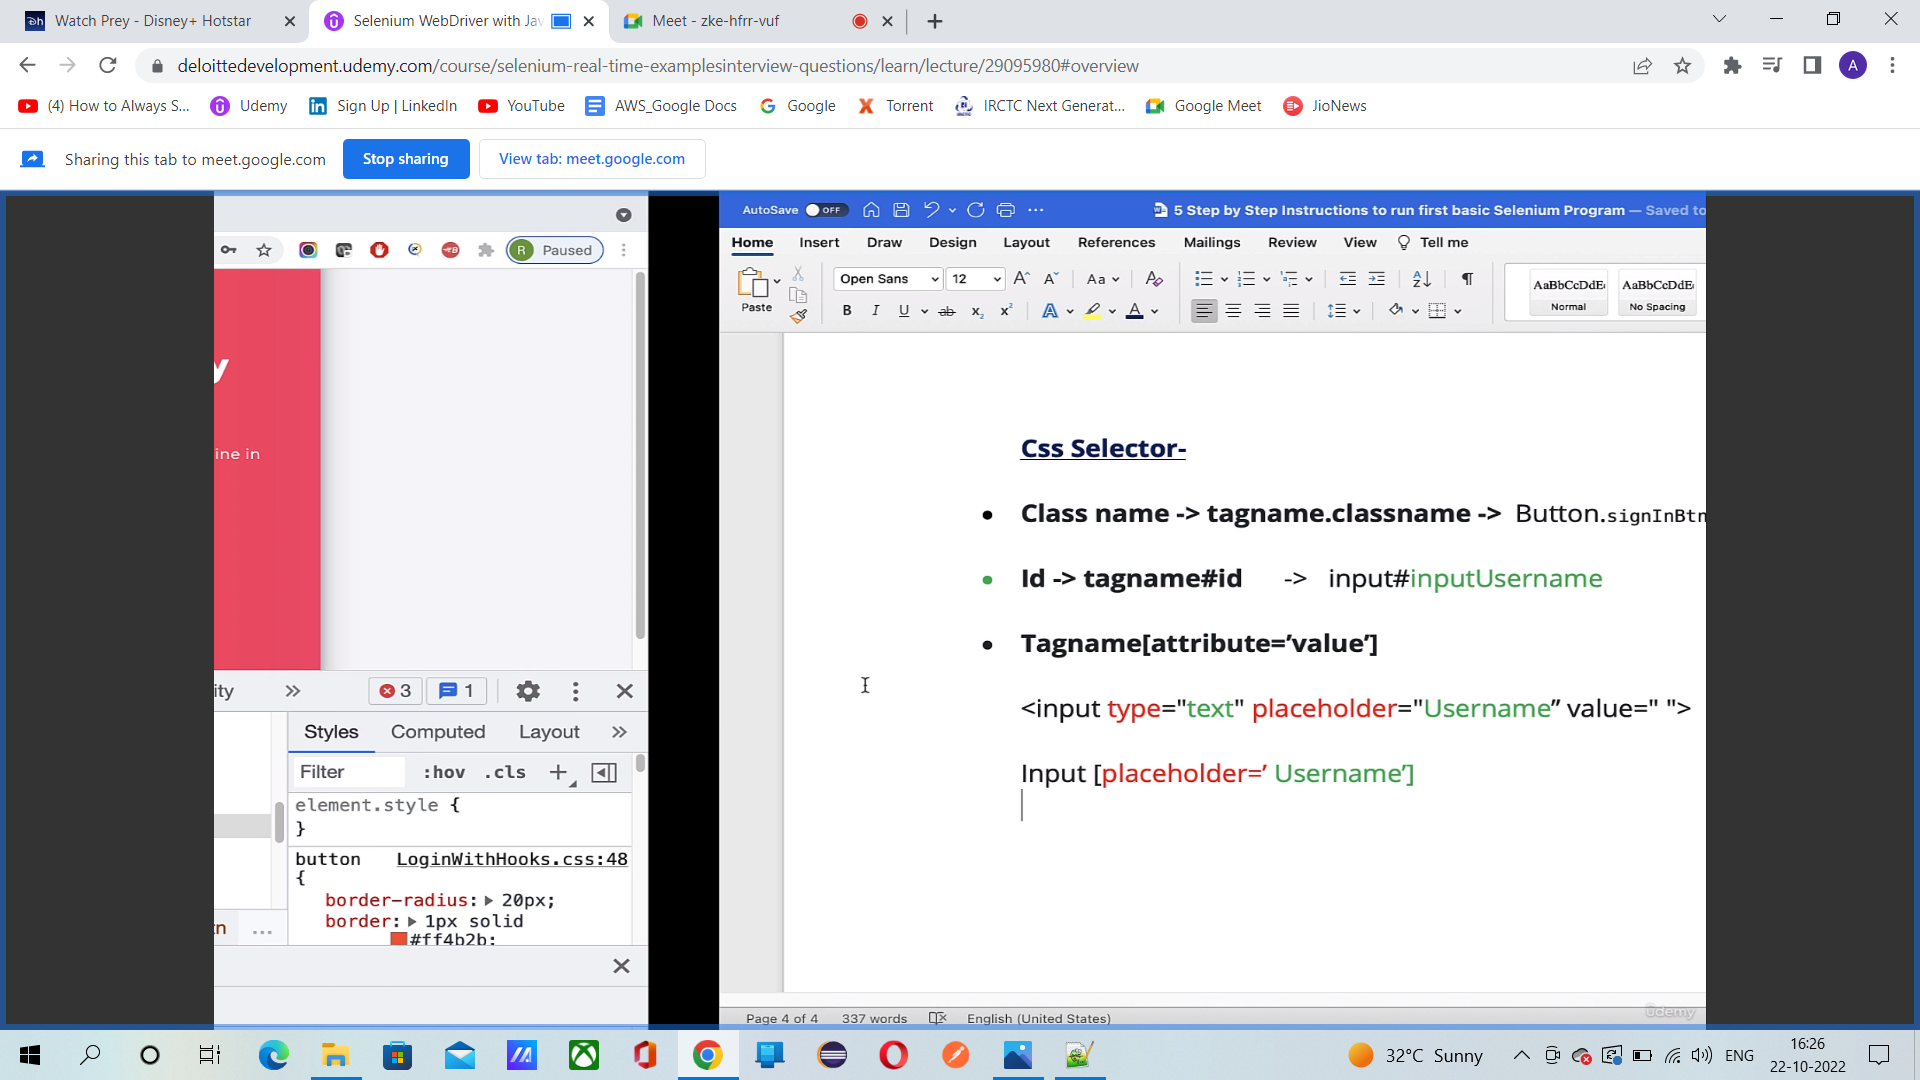 Watch Prey - Disney+ Hotstar
Selenium WebDriver with Jav
Meet - zke-hfrr-vuf
deloittedevelopment.udemy.com/course/selenium-real-time-examplesinterview-questions/learn/lecture/29095980#overview
A
(4) How to Always S...
Udemy
Sign Up | LinkedIn
YouTube
AWS_Google Docs
Google
Torrent
IRCTC Next Generat...
Google Meet
JioNews
Sharing this tab to meet.google.com
Stop sharing
View tab: meet.google.com
R Paused
y
ine in
ity
3
1
Styles
Computed
Layout
Filter
:hov
.cls
element.style {
}
button LoginWithHooks.css:48
{
border-radius: 20px;
border: 1px solid
#ff4b2b;
n ...
AutoSave OFF
5 Step by Step Instructions to run first basic Selenium Program — Saved to
Home
Insert
Draw
Design
Layout
References
Mailings
Review
View
Tell me
Paste
Open Sans
12
AaBbCcDdE
Normal
AaBbCcDdE
No Spacing
Css Selector-
• Class name -> tagname.classname -> Button.signInBtn
• Id -> tagname#id -> input#inputUsername
• Tagname[attribute=’value’]
<input type="text" placeholder="Username” value=" ">
Input [placeholder=’ Username’]
Page 4 of 4
337 words
English (United States)
ûdemy
32°C Sunny
ENG
16:26
22-10-2022